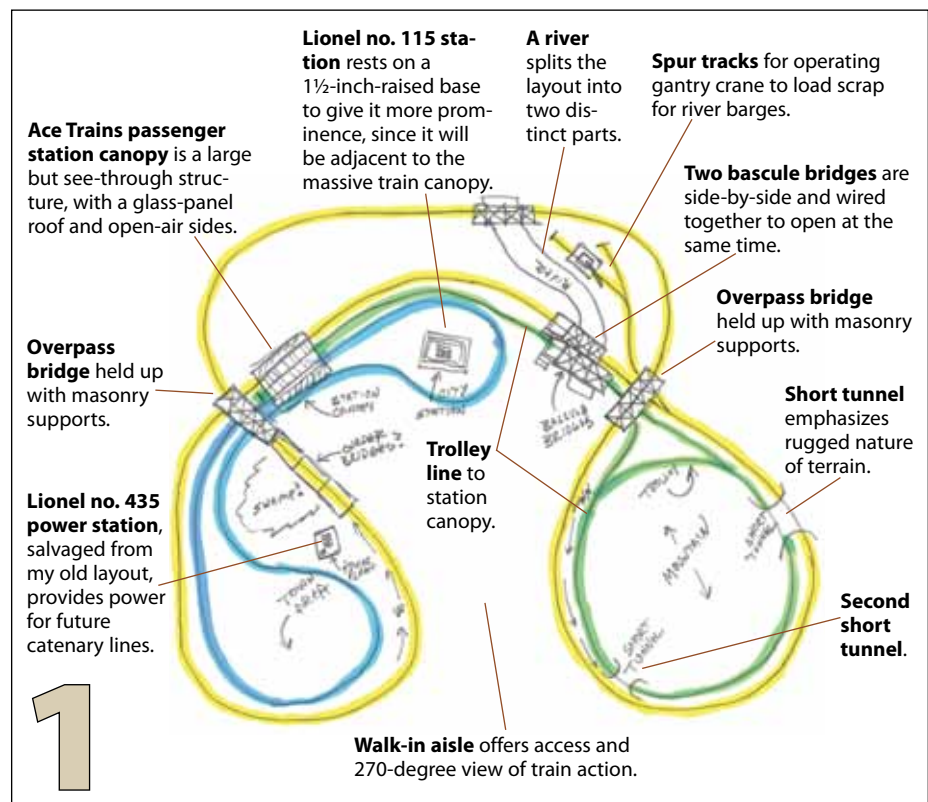 Lionel no. 115 sta-
tion rests on a
1½-inch-raised base
to give it more prom-
inence, since it will
be adjacent to the
massive train canopy.
A river
splits the
layout into
two dis-
tinct parts.
Spur tracks for operating
gantry crane to load scrap
for river barges.
Ace Trains passenger
station canopy is a large
but see-through struc-
ture, with a glass-panel
roof and open-air sides.
Two bascule bridges are
side-by-side and wired
together to open at the
same time.
Overpass bridge
held up with masonry
supports.
Overpass
bridge held up
with masonry
supports.
Short tunnel
emphasizes
rugged nature
of terrain.
Trolley
line to
station
canopy.
Lionel no. 435
power station,
salvaged from
my old layout,
provides power
for future
catenary lines.
Second
short
tunnel.
Walk-in aisle offers access and
270-degree view of train action.
1
RIVER
STATION
CANOPY
CITY
STATION
BASCULE
BRIDGES
GIRDER
BRIDGES?
SWAMP?
MOUNTAIN
SHORT
TUNNEL
SHORT
TUNNEL